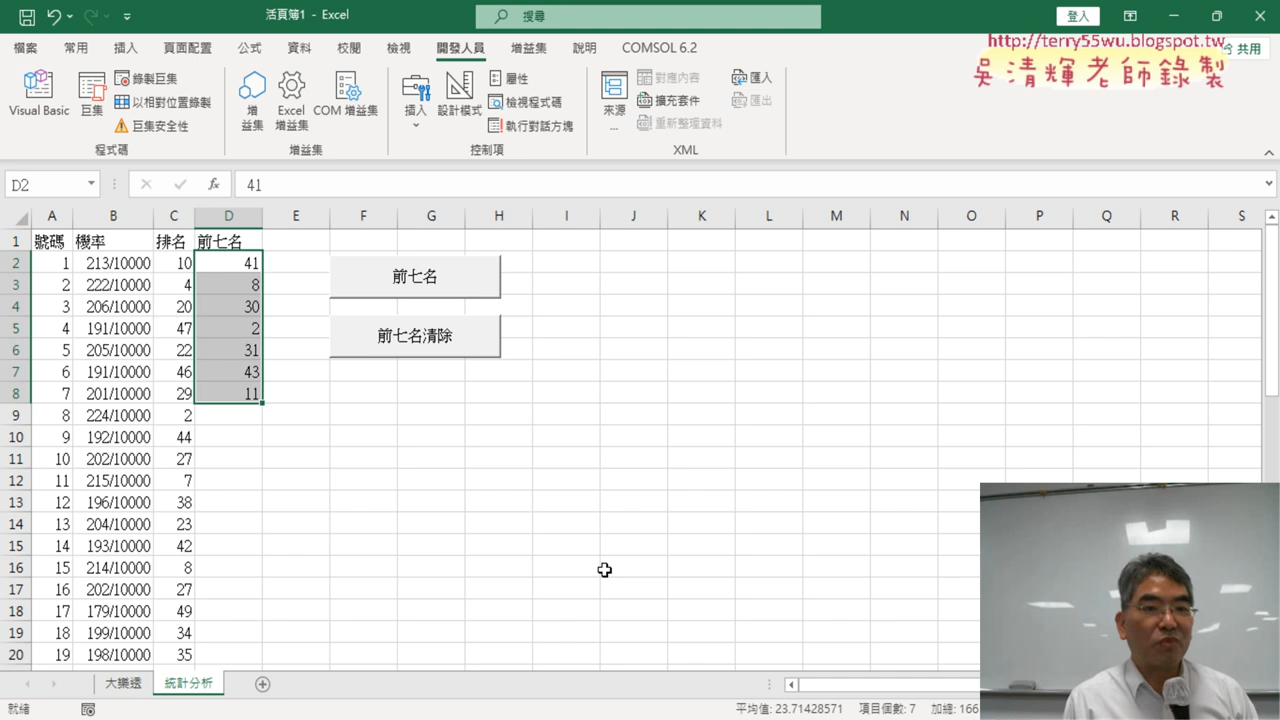 活頁簿1 - Excel
搜尋
登入
檔案 常用 插入 頁面配置 公式 資料 校閱 檢視 開發人員 增益集 說明 COMSOL 6.2
共用
http://terry55wu.blogspot.tw
吳清輝老師錄製
Visual Basic
巨集
錄製巨集
以相對位置錄製
巨集安全性
程式碼
增益集
Excel 增益集
COM 增益集
增益集
插入
設計模式
屬性
檢視程式碼
執行對話方塊
控制項
來源...
對應內容
擴充套件
重新整理資料
匯入
匯出
XML
D2
fx
41
A B C D E F G H I J K L M N O P Q R S
1 號碼 機率 排名 前七名
2 1 213/10000 10 41
3 2 222/10000 4 8
4 3 206/10000 20 30
5 4 191/10000 47 2
6 5 205/10000 22 31
7 6 191/10000 46 43
8 7 201/10000 29 11
9 8 224/10000 2
10 9 192/10000 44
11 10 202/10000 27
12 11 215/10000 7
13 12 196/10000 38
14 13 204/10000 23
15 14 193/10000 42
16 15 214/10000 8
17 16 202/10000 27
18 17 179/10000 49
19 18 199/10000 34
20 19 198/10000 35
前七名
前七名清除
大樂透 統計分析
就緒
平均值: 23.71428571 項目個數: 7 加總: 166